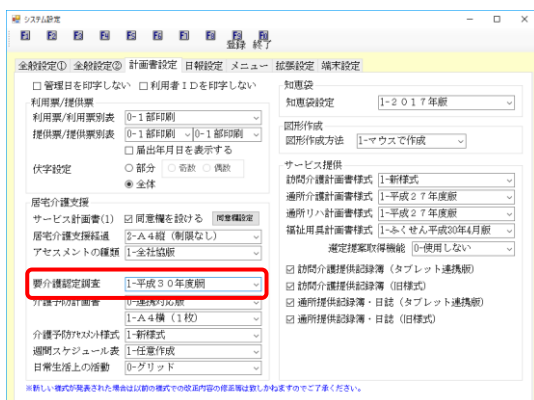 システム設定
F1 F2 F3 F4 F5 F6 F7 F8 F9 F0
登録 終了
全般設定① 全般設定② 計画書設定 日報設定 メニュー 拡張設定 端末設定
管理日を印字しない 利用者IDを印字しない
利用票/提供票
利用票/利用票別表 0-1部印刷
提供票/提供票別表 0-1部印刷 0-1部印刷
届出年月日を表示する
伏字設定 部分 奇数 偶数
全体
居宅介護支援
サービス計画書(1) 同意欄を設ける 同意欄設定
居宅介護支援経過 2-A4縦(制限なし)
アセスメントの種類 1-全社協版
要介護認定調査 1-平成30年度版
介護予防計画書 0-連携対応版
1-A4横(1枚)
介護予防アセスメント様式 1-新様式
週間スケジュール表 1-任意作成
日常生活上の活動 0-グリッド
知恵袋
知恵袋設定 1-2017年版
図形作成
図形作成方法 1-マウスで作成
サービス提供
訪問介護計画書様式 1-新様式
通所介護計画書様式 1-平成27年度版
通所リハ計画書様式 1-平成27年度版
福祉用具計画書様式 1-ふくせん平成30年4月版
選定提案取得機能 0-使用しない
訪問介護提供記録簿(タブレット連携版)
訪問介護提供記録簿(旧様式)
通所提供記録簿・日誌(タブレット連携版)
通所提供記録簿・日誌(旧様式)
※新しい様式が発表された場合は以前の様式での改正内容の修正等は致しかねますのでご了承ください。